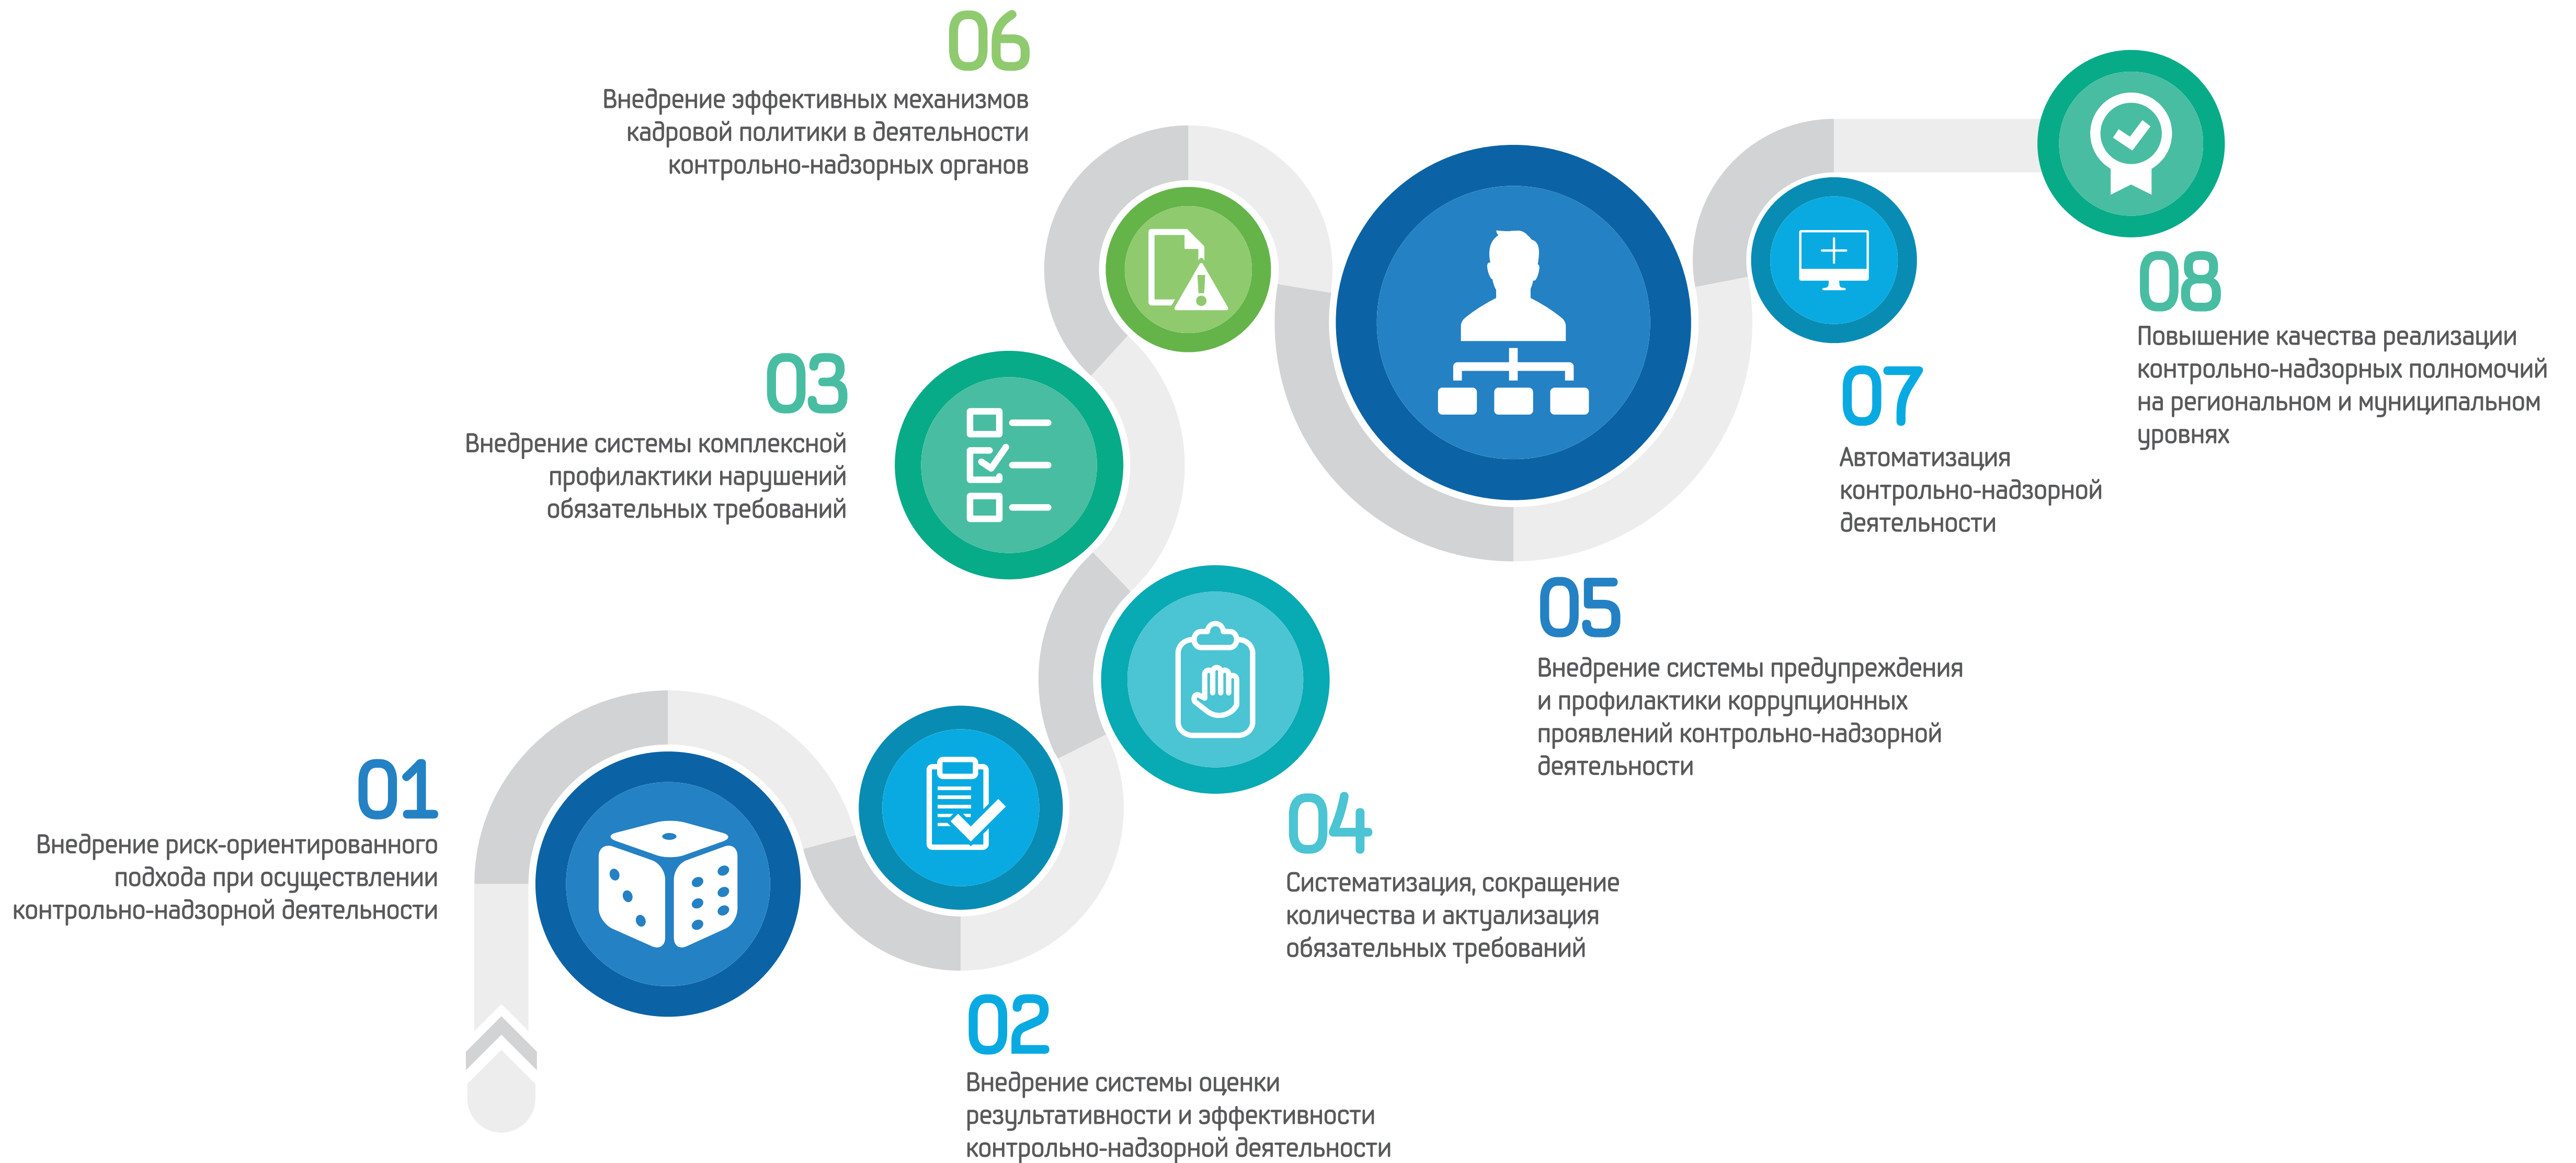 06
Внедрение эффективных механизмов
кадровой политики в деятельности
контрольно-надзорных органов
03
Внедрение системы комплексной
профилактики нарушений
обязательных требований
01
Внедрение риск-ориентированного
подхода при осуществлении
контрольно-надзорной деятельности
02
Внедрение системы оценки
результативности и эффективности
контрольно-надзорной деятельности
04
Систематизация, сокращение
количества и актуализация
обязательных требований
05
Внедрение системы предупреждения
и профилактики коррупционных
проявлений контрольно-надзорной
деятельности
07
Автоматизация
контрольно-надзорной
деятельности
08
Повышение качества реализации
контрольно-надзорных полномочий
на региональном и муниципальном
уровнях